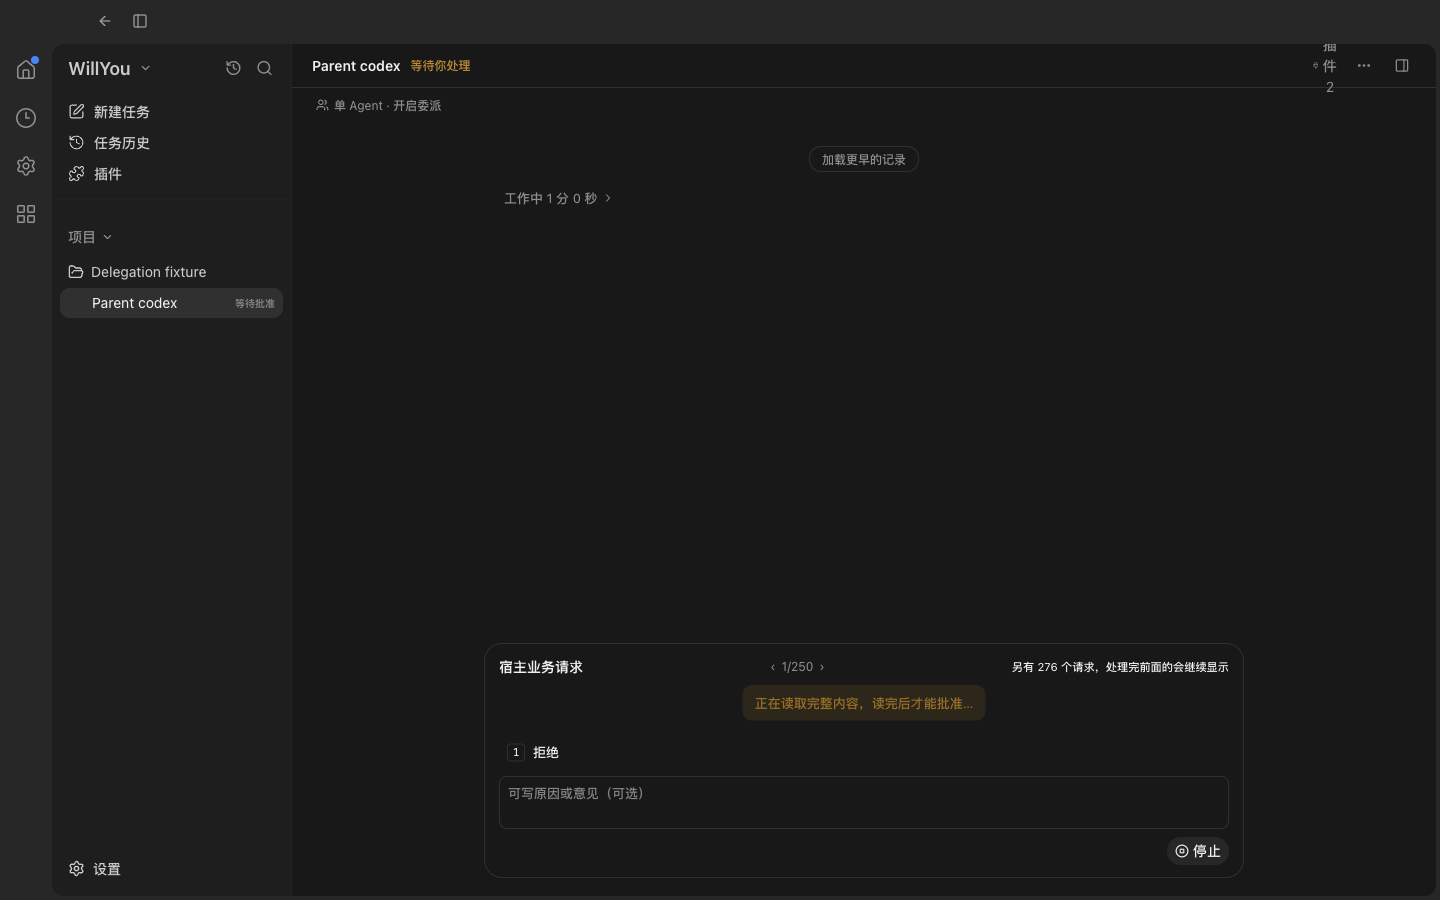 WillYou
新建任务
任务历史
插件
项目
Delegation fixture
Parent codex 等待批准
设置
Parent codex 等待你处理
插件 2
单 Agent · 开启委派
加载更早的记录
工作中 1 分 0 秒
宿主业务请求 ‹ 1/250 › 另有 276 个请求，处理完前面的会继续显示
正在读取完整内容，读完后才能批准...
1 拒绝
可写原因或意见（可选）
停止